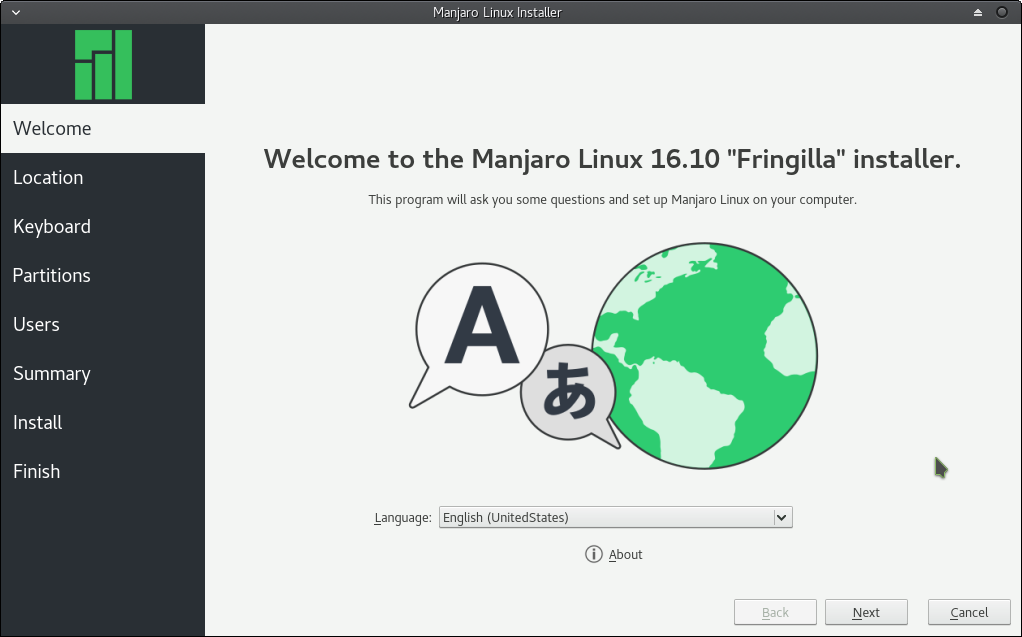 Manjaro Linux Installer
Welcome
Location
Keyboard
Partitions
Users
Summary
Install
Finish
Welcome to the Manjaro Linux 16.10 "Fringilla" installer.
This program will ask you some questions and set up Manjaro Linux on your computer.
A
あ
Language: English (UnitedStates)
About
Back Next Cancel